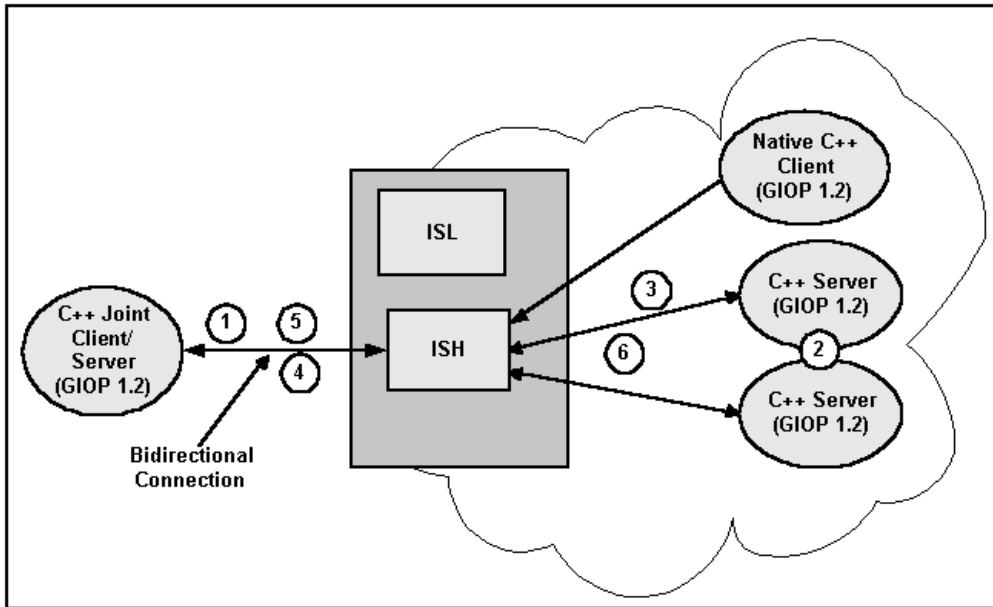 Native C++
Client
(GIOP 1.2)
ISL
C++ Server
(GIOP 1.2)
3
C++ Joint
Client/
Server
(GIOP 1.2)
1
5
ISH
4
6
2
C++ Server
(GIOP 1.2)
Bidirectional
Connection